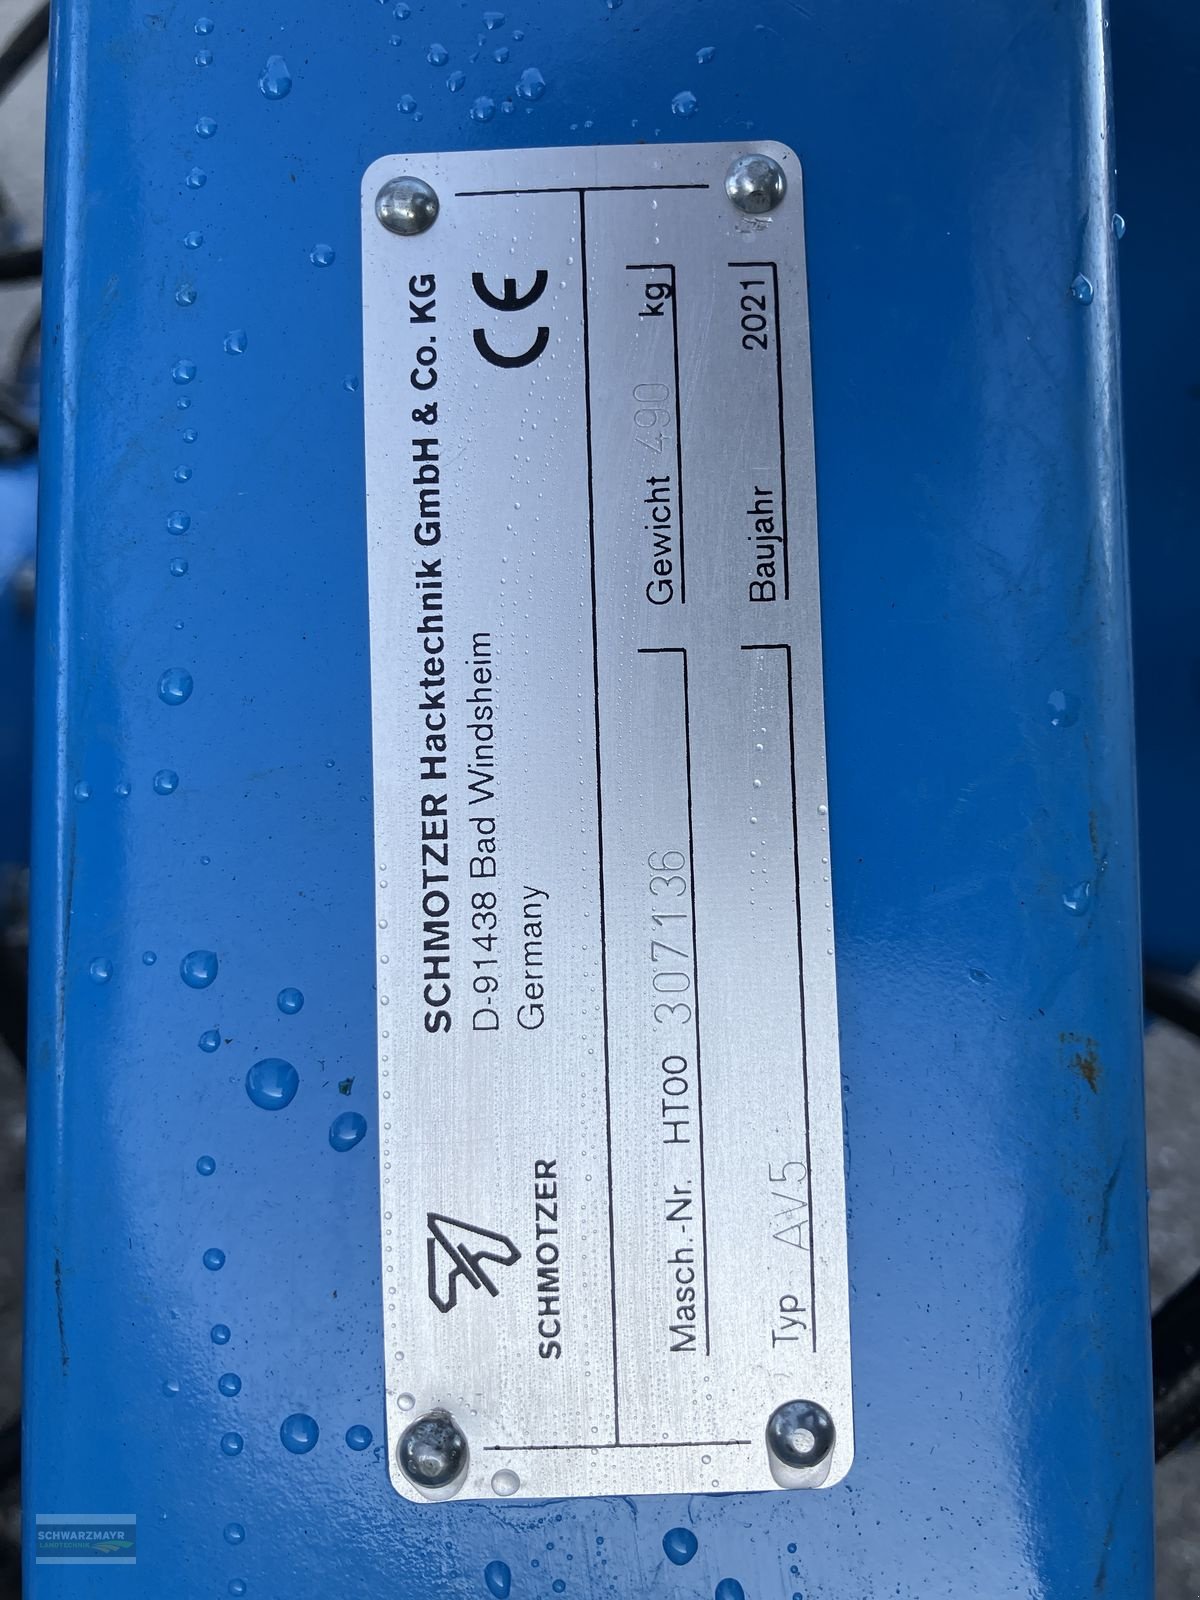 SCHMOTZER Hacktechnik GmbH & Co. KG
D-91438 Bad Windsheim
Germany
CE
SCHMOTZER
Masch.-Nr. HT00 307136
Gewicht 490 kg
Typ AV5
Baujahr 2021
SCHWARZMAYR
LANDTECHNIK